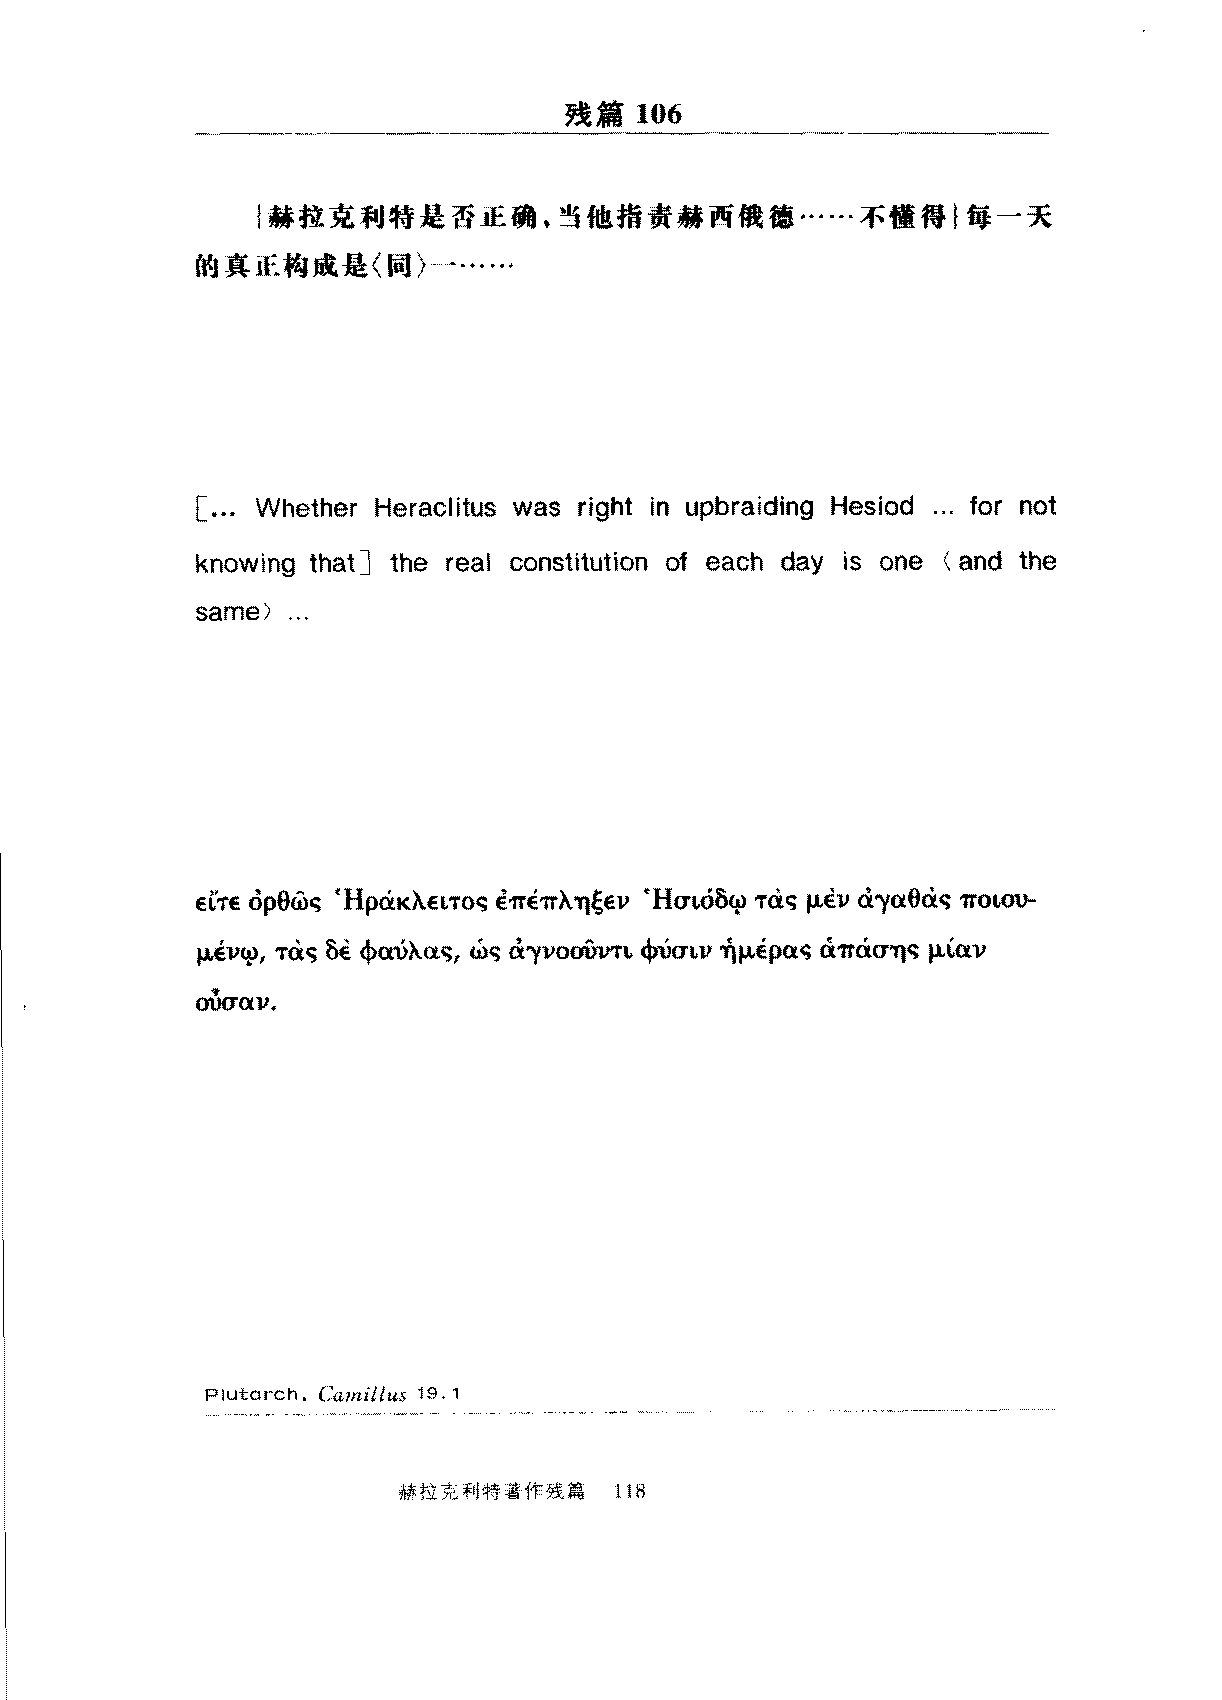 残篇 106
[赫拉克利特是否正确，当他指责赫西俄德……不懂得]每一天
的真正构成是〈同〉一……
[... Whether Heraclitus was right in upbraiding Hesiod ... for not
knowing that] the real constitution of each day is one 〈and the
same〉 ...
εἴτε ὀρθῶς Ἡράκλειτος ἐπέπληξεν Ἡσιόδῳ τὰς μὲν ἀγαθὰς ποιου-
μένῳ, τὰς δὲ φαύλας, ὡς ἀγνοοῦντι φύσιν ἡμέρας ἁπάσης μίαν
οὖσαν.
Plutarch, Camillus 19.1
赫拉克利特著作残篇 118